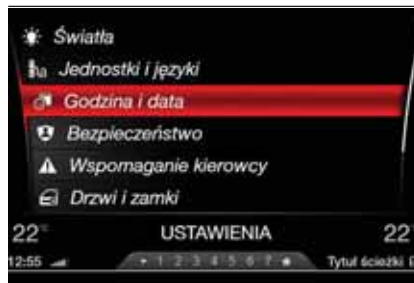 Światła
Jednostki i języki
Godzina i data
Bezpieczeństwo
Wspomaganie kierowcy
Drzwi i zamki
22° USTAWIENIA 22
12:55 1 2 3 4 5 6 7 Tytuł ścieżki